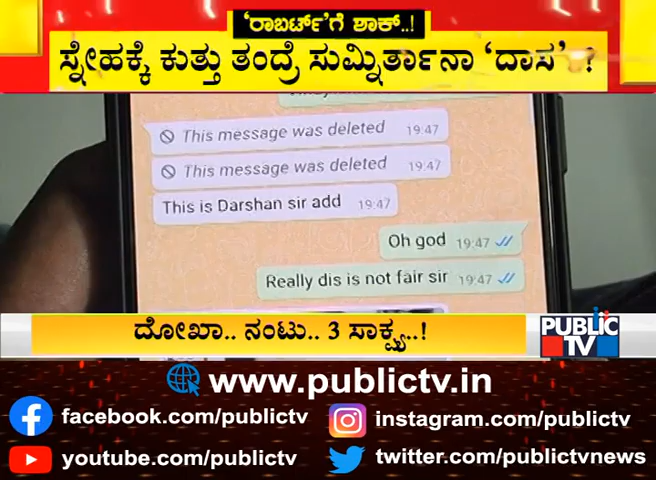 'ರಾಬರ್ಟ್'ಗೆ ಶಾಕ್..!
ಸ್ನೇಹಕ್ಕೆ ಕುತ್ತು ತಂದ್ರೆ ಸುಮ್ನಿರ್ತಾನಾ 'ದಾಸ' ..?
This message was deleted 19:47
This message was deleted 19:47
This is Darshan sir add 19:47
Oh god 19:47
Really dis is not fair sir 19:47
ದೋಖಾ.. ನಂಟು.. 3 ಸಾಕ್ಷ್ಯ..!
PUBLIC TV
www.publictv.in
facebook.com/publictv
instagram.com/publictv
youtube.com/publictv
twitter.com/publictvnews